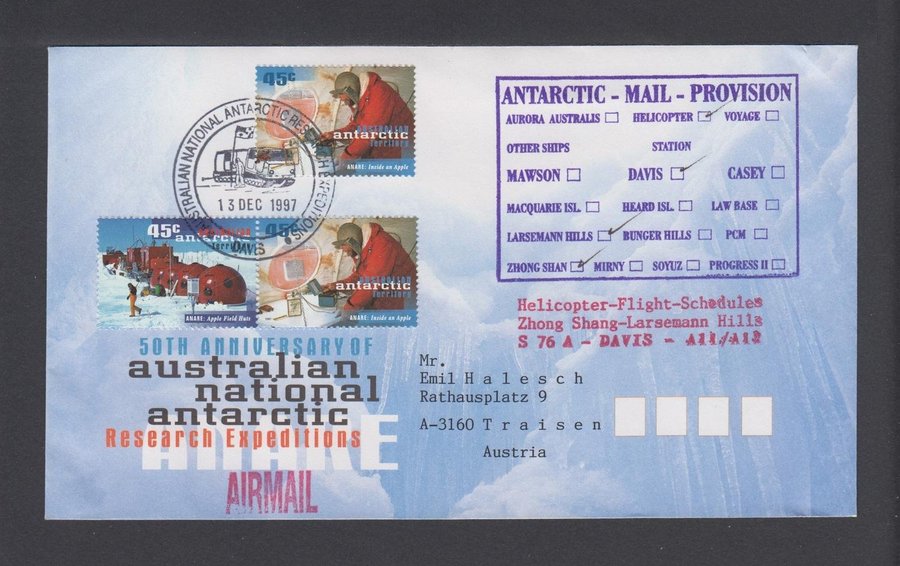 45c
australian
antarctic
territory
ANARE: Inside an Apple
AUSTRALIAN NATIONAL ANTARCTIC RESEARCH EXPEDITIONS
13 DEC 1997
DAVIS
45c
australian
antarctic
territory
ANARE: Apple Field Huts
45c
australian
antarctic
territory
ANARE: Inside an Apple
50TH ANNIVERSARY OF
australian
national
antarctic
Research Expeditions
ANARE
AIRMAIL
ANTARCTIC - MAIL - PROVISION
AURORA AUSTRALIS HELICOPTER VOYAGE
OTHER SHIPS STATION
MAWSON DAVIS CASEY
MACQUARIE ISL. HEARD ISL. LAW BASE
LARSEMANN HILLS BUNGER HILLS PCM
ZHONG SHAN MIRNY SOYUZ PROGRESS II
Helicopter-Flight-Schedules
Zhong Shang-Larsemann Hills
S 76 A - DAVIS - A11/A12
Mr.
Emil Halesch
Rathausplatz 9
A-3160 Traisen
Austria